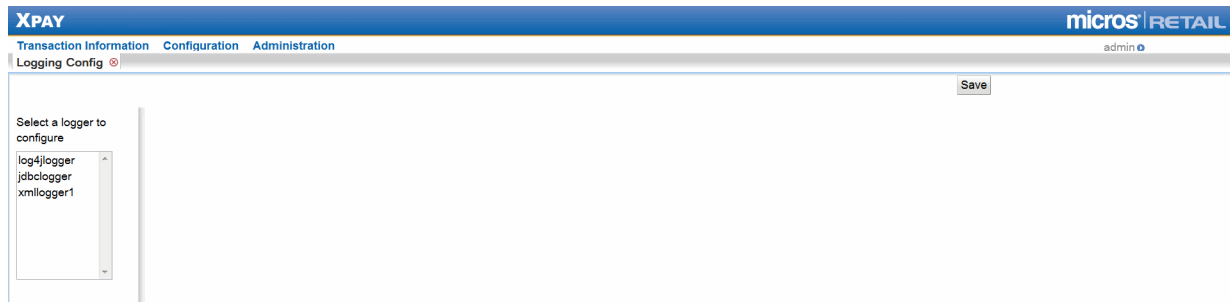 XPAY
micros RETAIL
Transaction Information Configuration Administration
admin
Logging Config
Save
Select a logger to
configure
log4jlogger
jdbclogger
xmllogger1